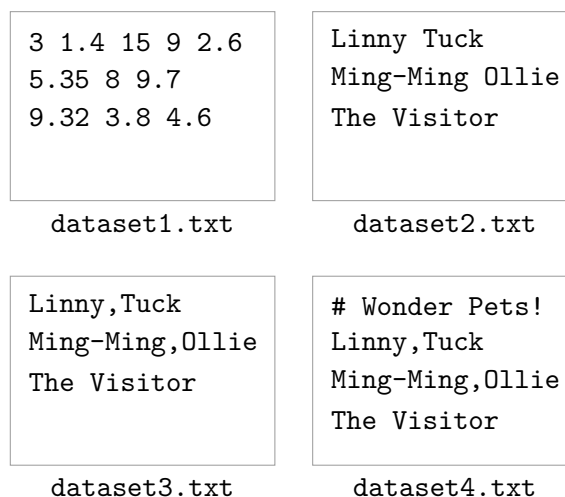 3 1.4 15 9 2.6
5.35 8 9.7
9.32 3.8 4.6
dataset1.txt
Linny Tuck
Ming-Ming Ollie
The Visitor
dataset2.txt
Linny,Tuck
Ming-Ming,Ollie
The Visitor
dataset3.txt
# Wonder Pets!
Linny,Tuck
Ming-Ming,Ollie
The Visitor
dataset4.txt